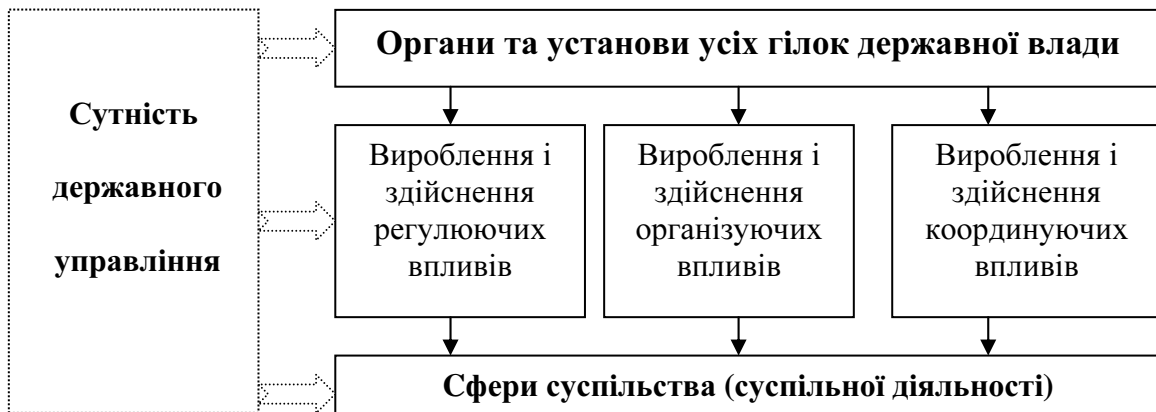 Органи та установи усіх гілок державної влади
Сутність
державного
управління
Вироблення і
здійснення
регулюючих
впливів
Вироблення і
здійснення
організуючих
впливів
Вироблення і
здійснення
координуючих
впливів
Сфери суспільства (суспільної діяльності)